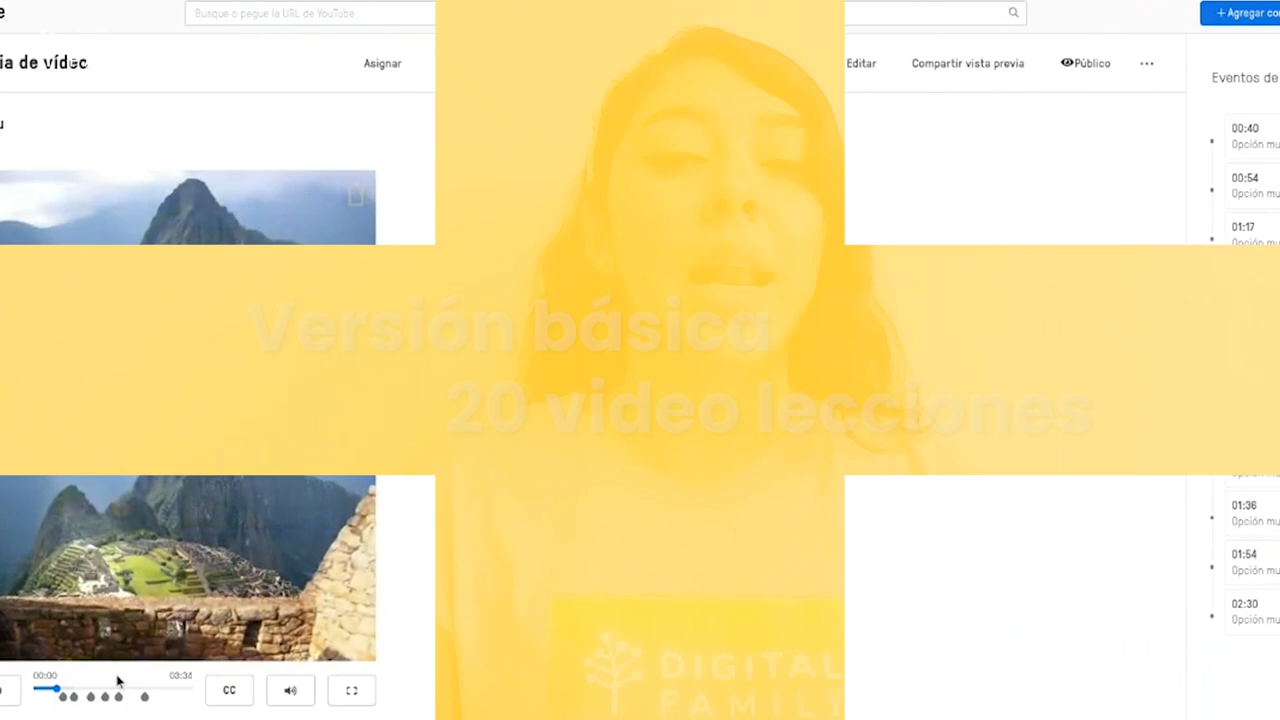 e
Busque o pegue la URL de YouTube
+ Agregar co
ia de vídeo
Asignar
Editar
Compartir vista previa
Público
Eventos de
u
00:40
Opción mu
00:54
Opción mu
01:17
Opción mu
Versión básica
20 video lecciones
01:36
Opción mu
01:54
Opción mu
02:30
Opción mu
DIGITAL
FAMILY
00:00
03:34
CC